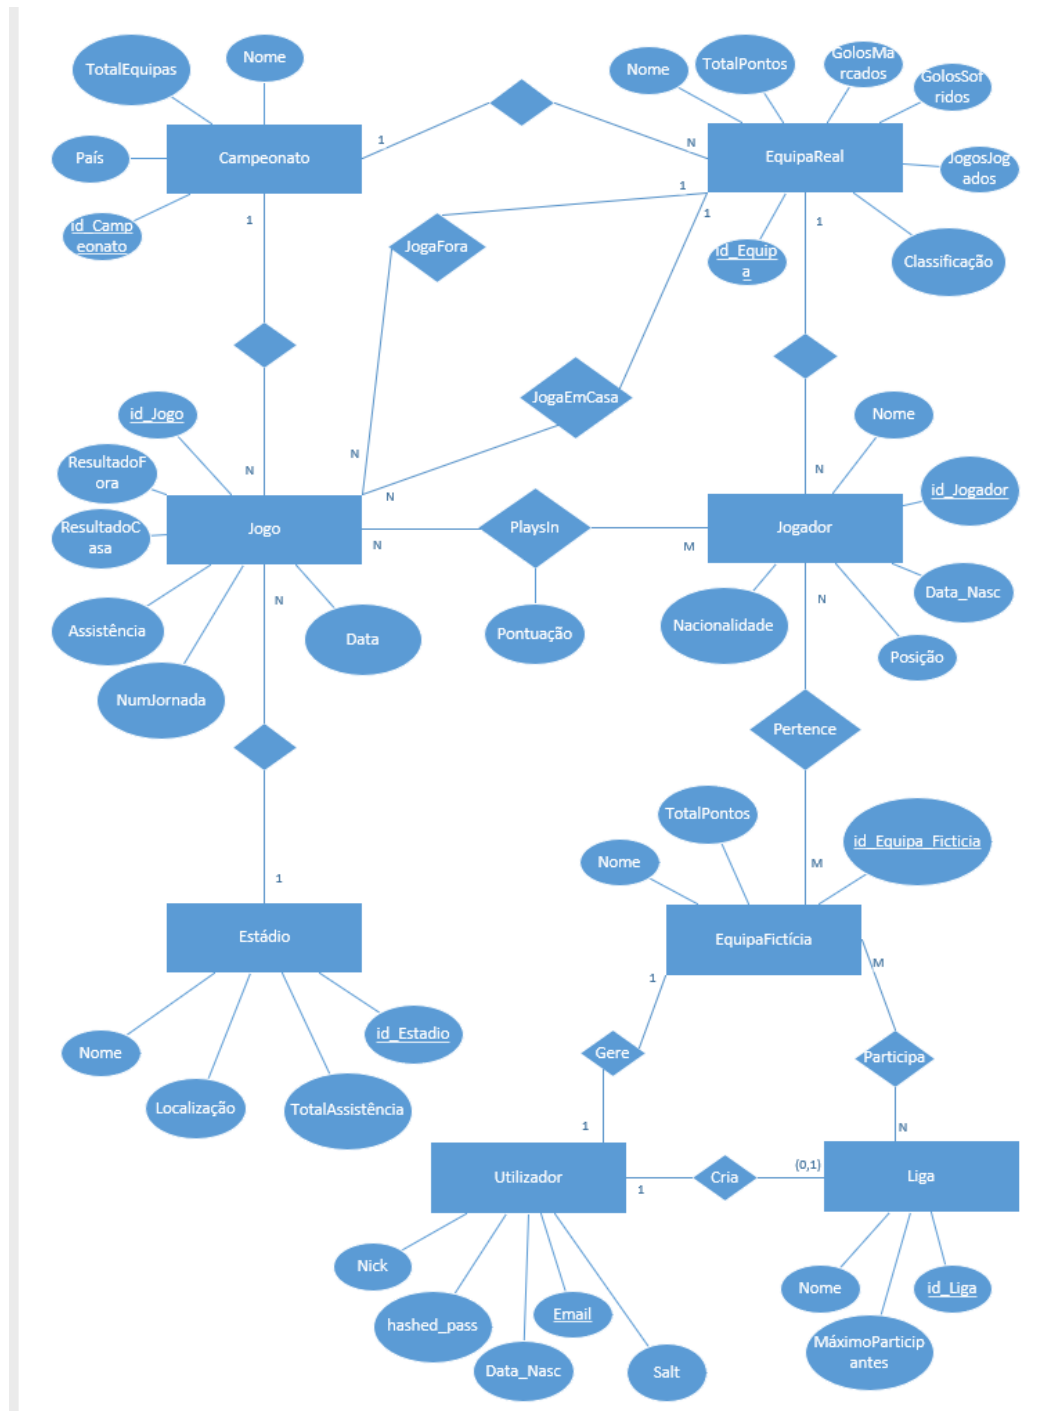 TotalEquipas
Nome
Nome
TotalPontos
GolosMa
rcados
GolosSof
ridos
País
Campeonato
1
N
EquipaReal
JogosJog
ados
id_Camp
eonato
1
1
1
1
JogaFora
id_Equip
a
Classificação
JogaEmCasa
id_Jogo
Nome
ResultadoF
ora
N
N
N
N
id_Jogador
ResultadoC
asa
Jogo
N
PlaysIn
M
Jogador
Assistência
N
Data
Pontuação
Nacionalidade
N
Data_Nasc
Posição
NumJornada
Pertence
TotalPontos
id_Equipa_Ficticia
Nome
M
1
Estádio
EquipaFictícia
M
1
Nome
id_Estadio
Gere
Participa
Localização
TotalAssistência
1
N
Utilizador
1
Cria
(0,1)
Liga
Nick
hashed_pass
Email
Data_Nasc
Salt
Nome
id_Liga
MáximoParticip
antes